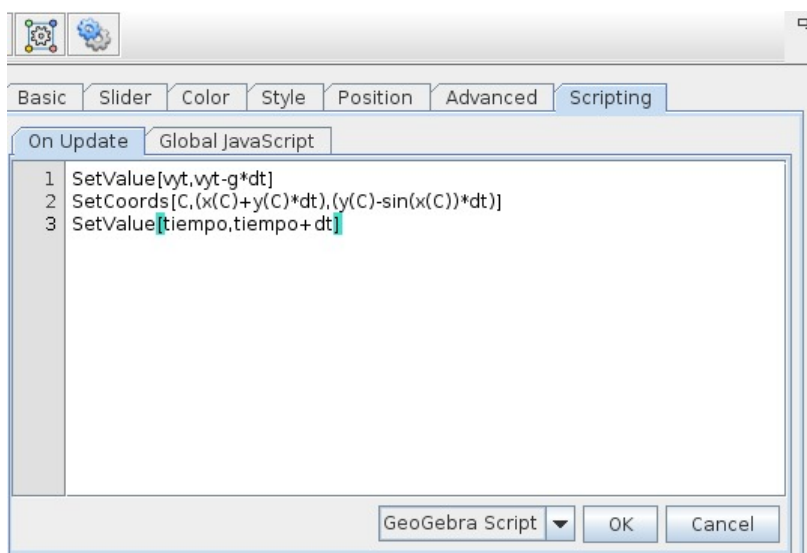 Basic Slider Color Style Position Advanced Scripting
On Update Global JavaScript
1 SetValue[vyt,vyt-g*dt]
2 SetCoords[C,(x(C)+y(C)*dt),(y(C)-sin(x(C))*dt)]
3 SetValue[tiempo,tiempo+dt]
GeoGebra Script OK Cancel